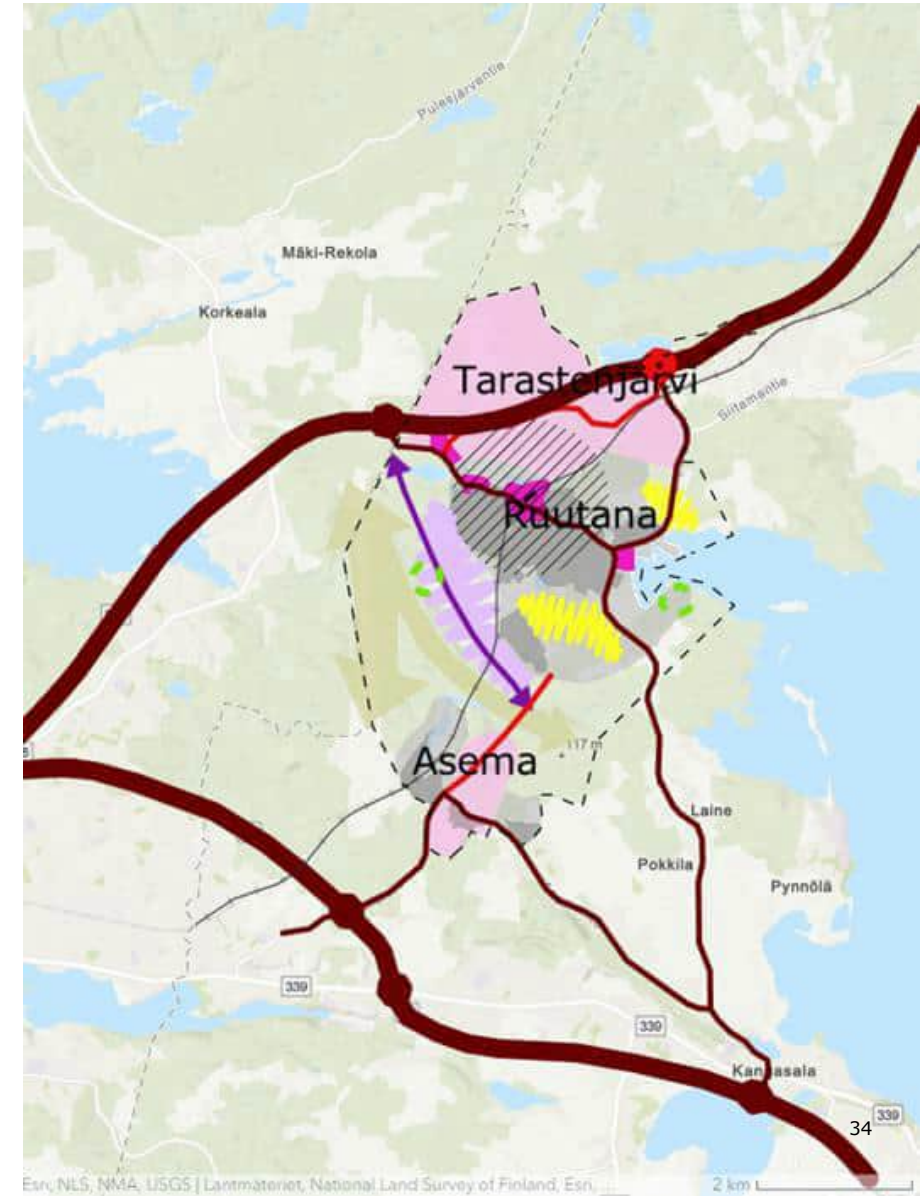 Pulesjärventie
Mäki-Rekola
Korkeala
Tarastenjärvi
Siitamantie
Ruutana
117 m
Asema
Laine
Pokkila
Pynnölä
339
339
Kangasala
339
34
Esri, NLS, NMA, USGS | Lantmäteriet, National Land Survey of Finland, Esri,
2 km